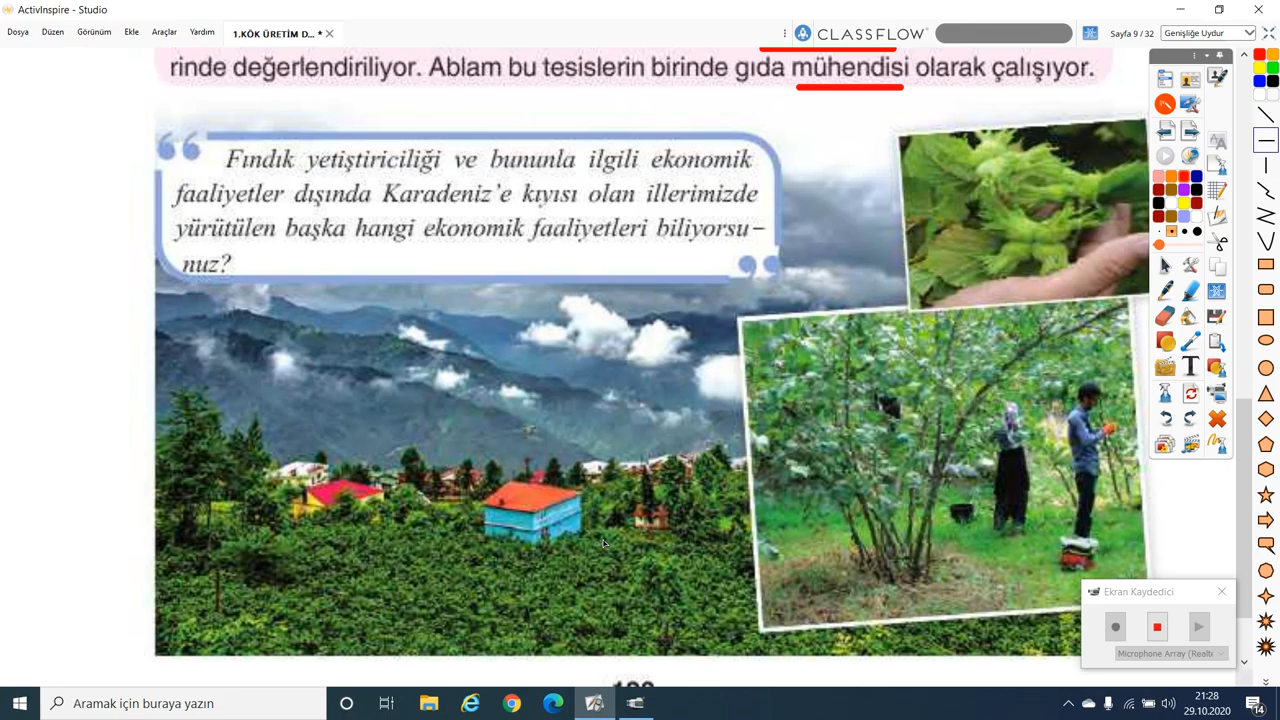 ActivInspire - Studio
Dosya Düzen Görünüm Ekle Araçlar Yardım
1.KÖK ÜRETİM D... *
CLASSFLOW
Sayfa 9 / 32
Genişliğe Uydur
rinde değerlendiriliyor. Ablam bu tesislerin birinde gıda mühendisi olarak çalışıyor.
Fındık yetiştiriciliği ve bununla ilgili ekonomik
faaliyetler dışında Karadeniz'e kıyısı olan illerimizde
yürütülen başka hangi ekonomik faaliyetleri biliyorsu–
nuz?
Ekran Kaydedici
Microphone Array (Realte
Aramak için buraya yazın
21:28
29.10.2020
14